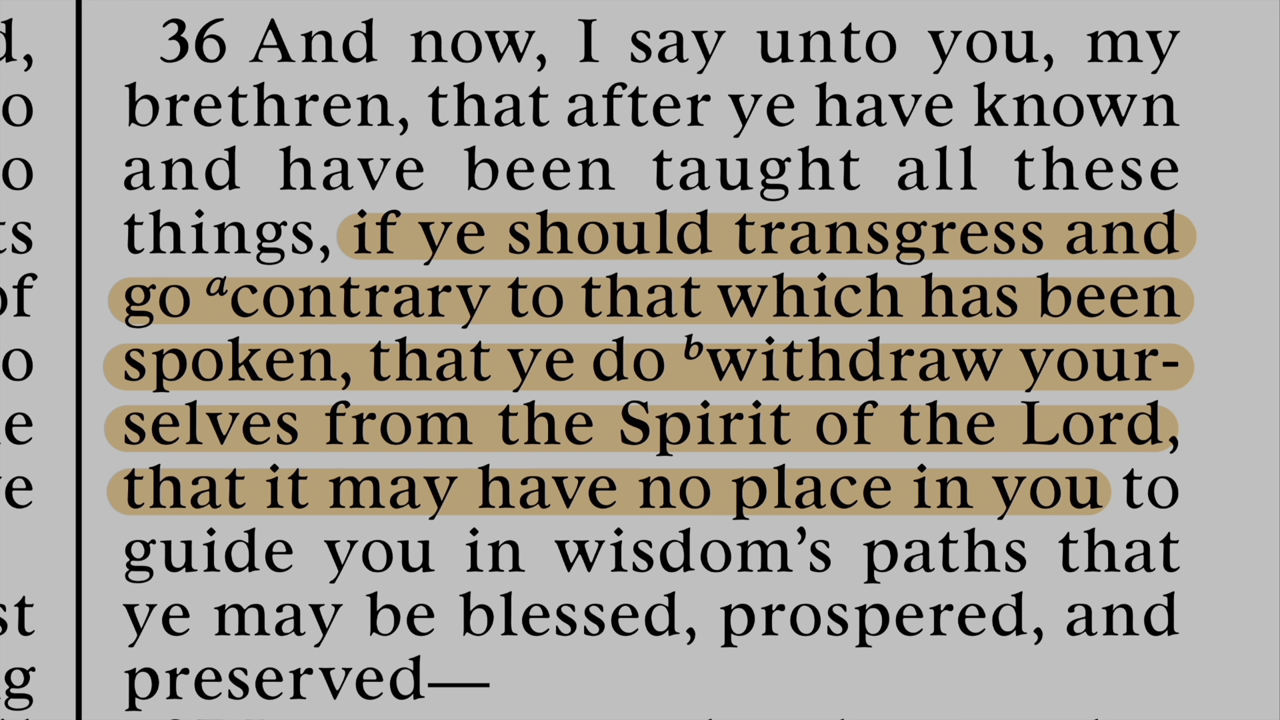 36 And now, I say unto you, my
brethren, that after ye have known
and have been taught all these
things, if ye should transgress and
go ᵃcontrary to that which has been
spoken, that ye do ᵇwithdraw your-
selves from the Spirit of the Lord,
that it may have no place in you to
guide you in wisdom’s paths that
ye may be blessed, prospered, and
preserved—